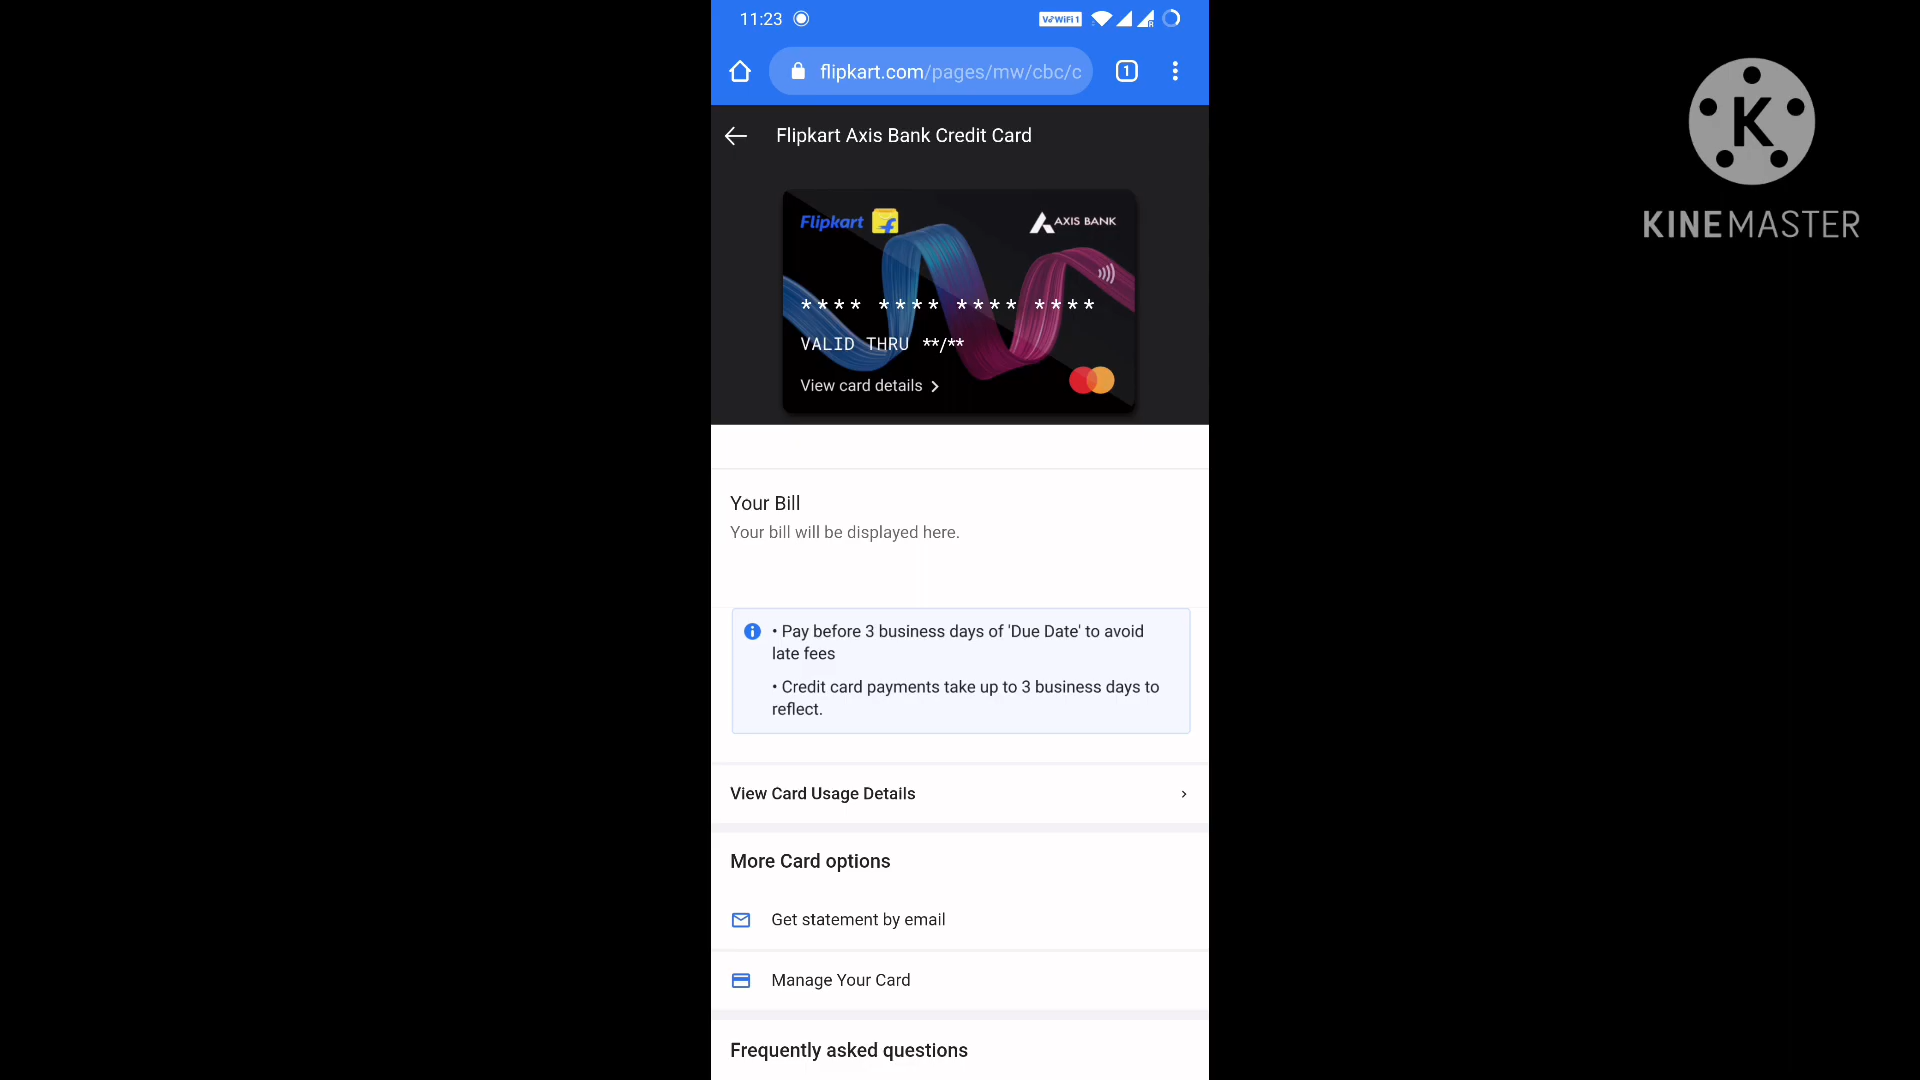 11:23
Vo WiFi 1
R
flipkart.com/pages/mw/cbc/c
1
Flipkart Axis Bank Credit Card
Flipkart
AXIS BANK
**** **** **** ****
VALID THRU **/**
View card details
Your Bill
Your bill will be displayed here.
• Pay before 3 business days of 'Due Date' to avoid
late fees
• Credit card payments take up to 3 business days to
reflect.
View Card Usage Details
More Card options
Get statement by email
Manage Your Card
Frequently asked questions
K
KINEMASTER